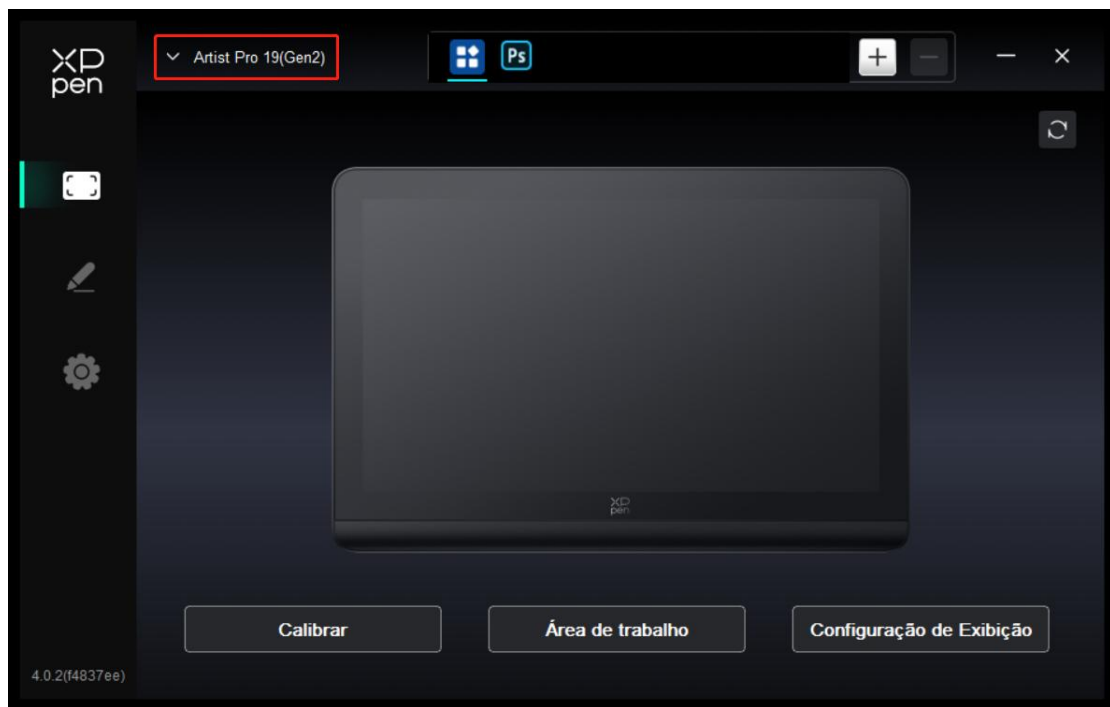 XP
pen
Artist Pro 19(Gen2)
Ps
XP
pen
Calibrar
Área de trabalho
Configuração de Exibição
4.0.2(f4837ee)